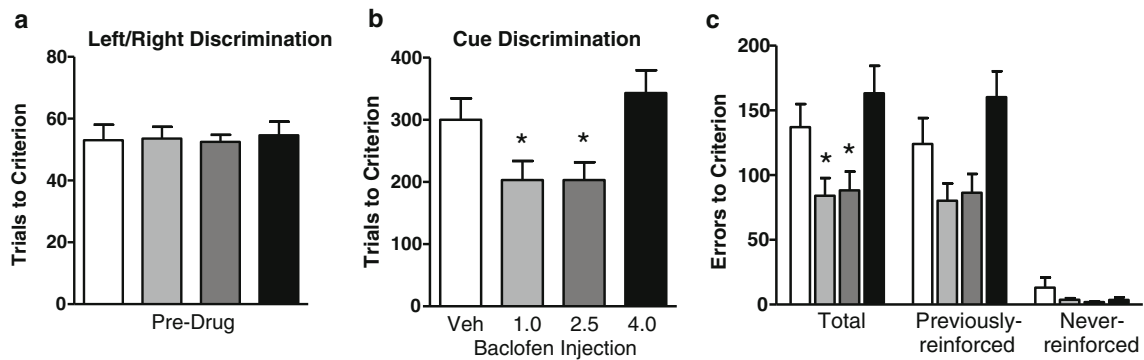 a
Left/Right Discrimination
Trials to Criterion
80
60
40
20
0
Pre-Drug
b
Cue Discrimination
Trials to Criterion
400
300
200
100
0
* *
Veh 1.0 2.5 4.0
Baclofen Injection
c
Errors to Criterion
200
150
100
50
0
* *
Total
Previously-
reinforced
Never-
reinforced